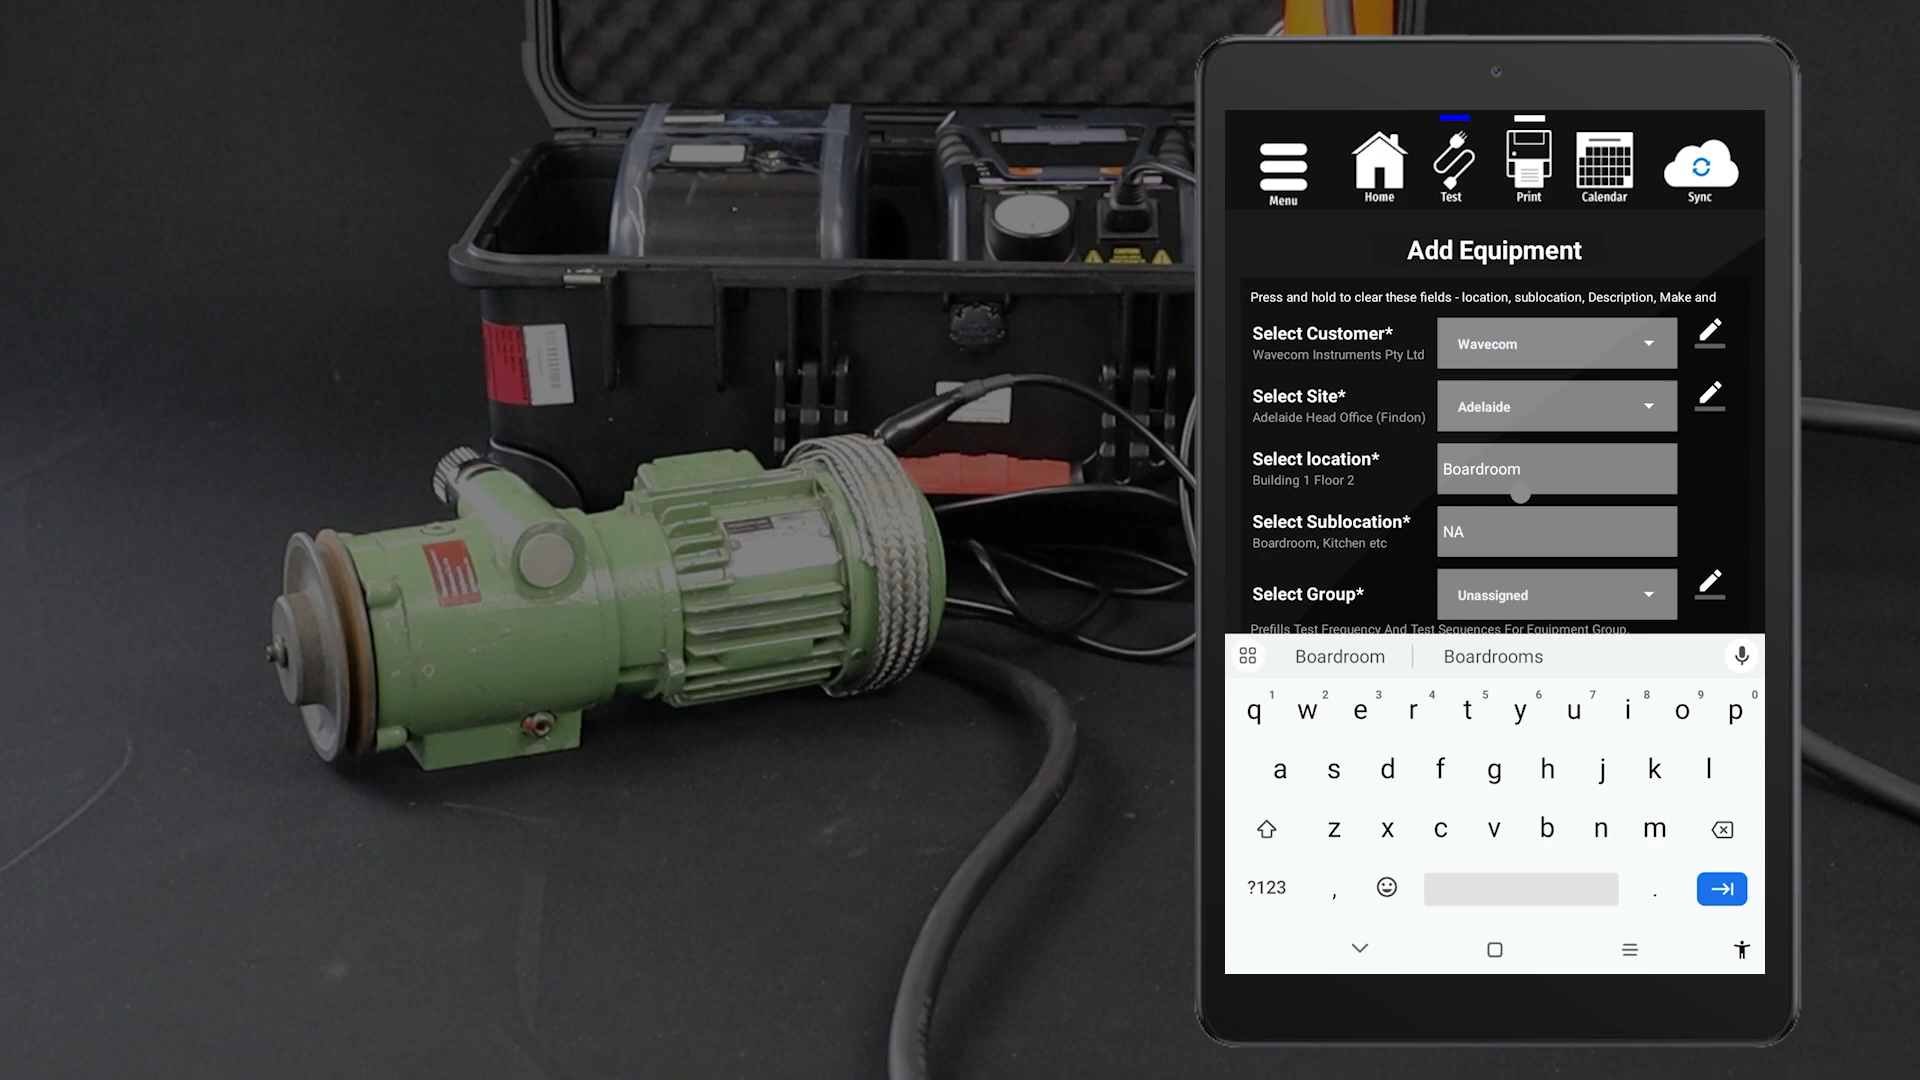 Menu
Home
Test
Print
Calendar
Sync
Add Equipment
Press and hold to clear these fields - location, sublocation, Description, Make and
Select Customer*
Wavecom Instruments Pty Ltd
Wavecom
Select Site*
Adelaide Head Office (Findon)
Adelaide
Select location*
Building 1 Floor 2
Boardroom
Select Sublocation*
Boardroom, Kitchen etc
NA
Select Group*
Unassigned
Prefills Test Frequency And Test Sequences For Equipment Group.
Boardroom
Boardrooms
1 2 3 4 5 6 7 8 9 0
q w e r t y u i o p
a s d f g h j k l
z x c v b n m
?123 , .